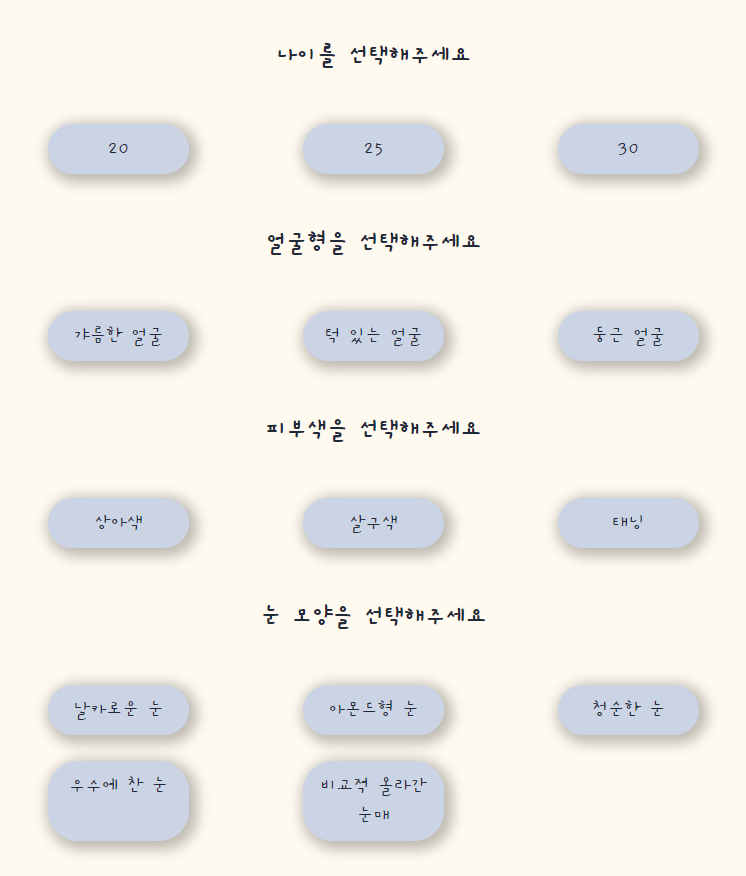 나이를 선택해주세요
20 25 30
얼굴형을 선택해주세요
갸름한 얼굴 턱 있는 얼굴 둥근 얼굴
피부색을 선택해주세요
상아색 살구색 태닝
눈 모양을 선택해주세요
날카로운 눈 아몬드형 눈 청순한 눈
우수에 찬 눈 비교적 올라간
눈매